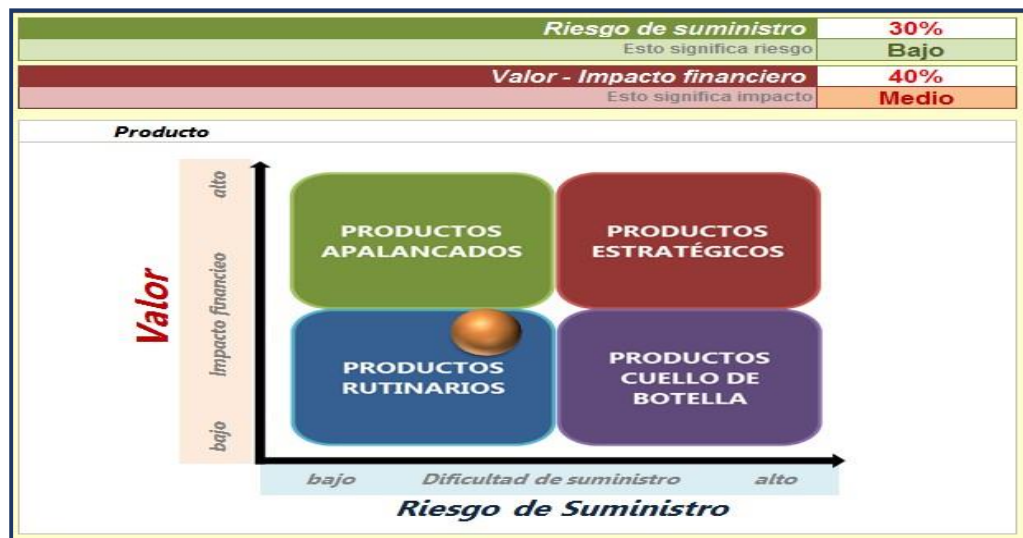 Riesgo de suministro 30%
Esto significa riesgo Bajo
Valor - Impacto financiero 40%
Esto significa impacto Medio
Producto
alto
PRODUCTOS
APALANCADOS
PRODUCTOS
ESTRATÉGICOS
Valor
Impacto financieo
PRODUCTOS
RUTINARIOS
PRODUCTOS
CUELLO DE
BOTELLA
bajo
bajo Dificultad de suministro alto
Riesgo de Suministro